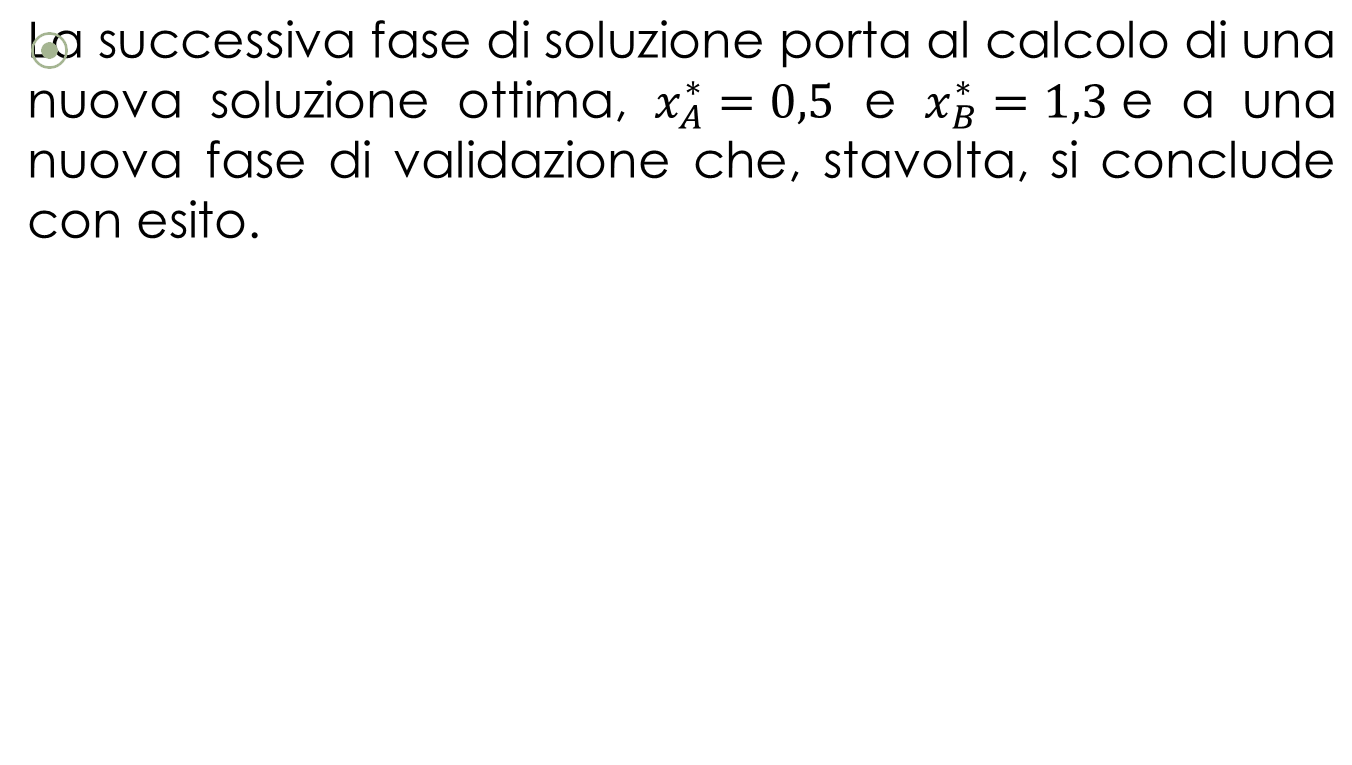 La successiva fase di soluzione porta al calcolo di una
nuova soluzione ottima, $x_A^* = 0,5$ e $x_B^* = 1,3$ e a una
nuova fase di validazione che, stavolta, si conclude
con esito.